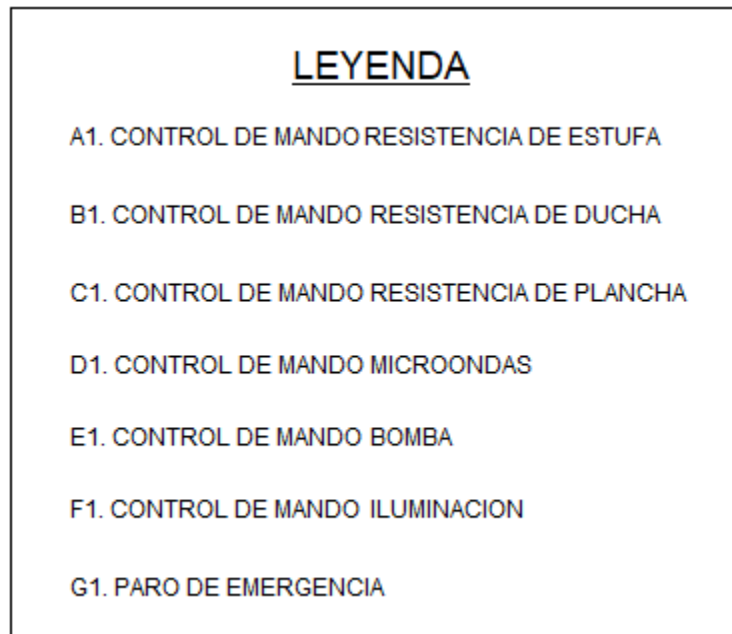 LEYENDA
A1. CONTROL DE MANDO RESISTENCIA DE ESTUFA
B1. CONTROL DE MANDO RESISTENCIA DE DUCHA
C1. CONTROL DE MANDO RESISTENCIA DE PLANCHA
D1. CONTROL DE MANDO MICROONDAS
E1. CONTROL DE MANDO BOMBA
F1. CONTROL DE MANDO ILUMINACION
G1. PARO DE EMERGENCIA